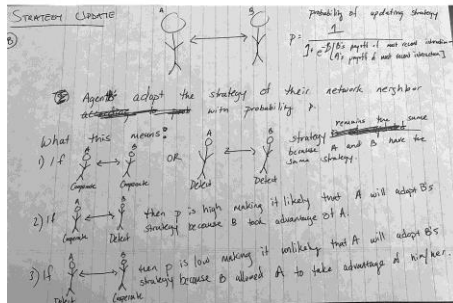 STRATEGY UPDATE
B
A B
probability of updating strategy
p = 1
1 + e^-β[B's payoff of most recent interaction -
[A's payoff of most recent interaction]
Agents adopt the strategy of their network neighbor
with probability p.
What this means:
1) If A B OR A B strategy remains the same
Cooperate Cooperate Defect Defect because A and B have the
same strategy.
2) If A B then p is high making it likely that A will adopt B's
Cooperate Defect strategy because B took advantage of A.
3) If A B then p is low making it unlikely that A will adopt B's
Defect Cooperate strategy because B allowed A to take advantage of him/her.